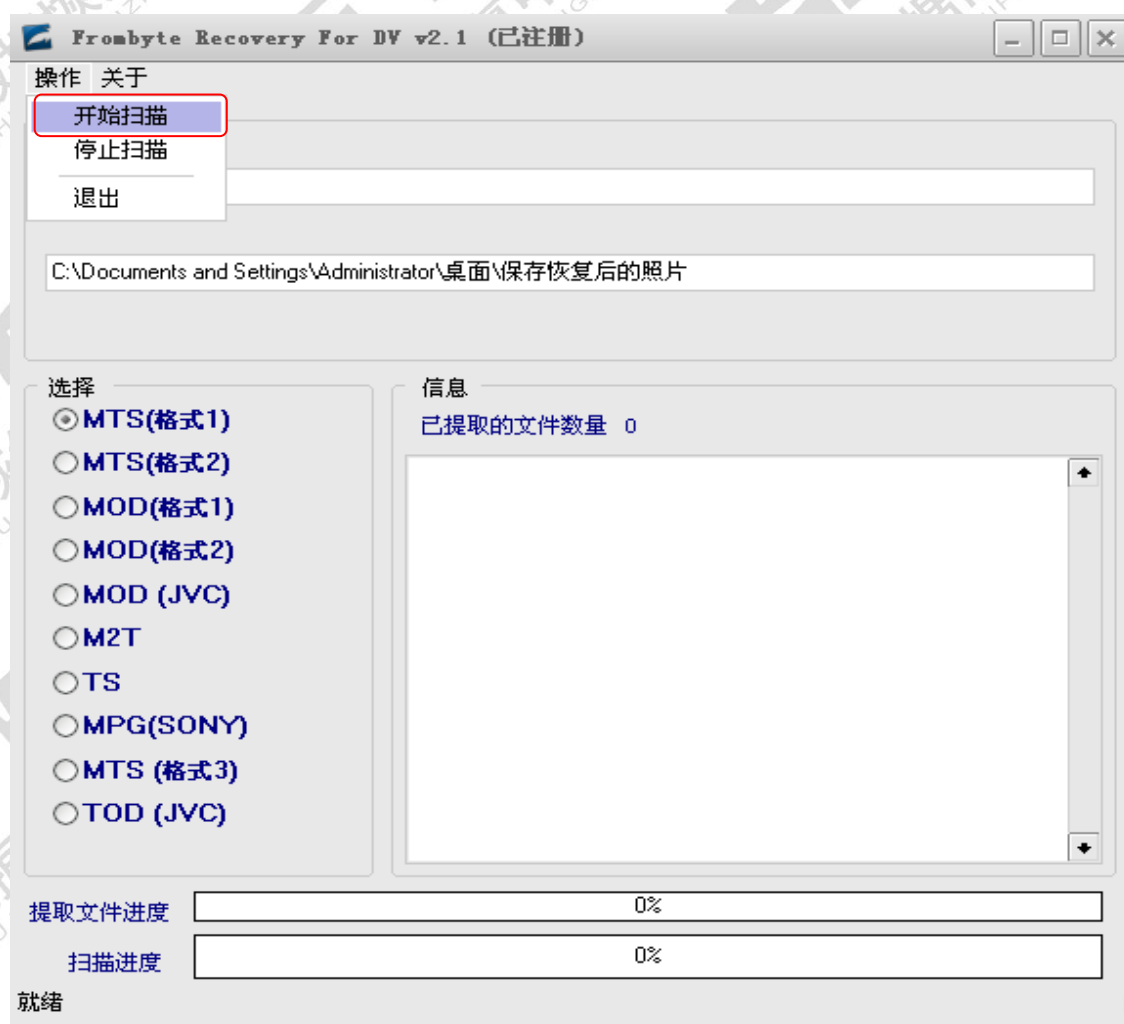 Frombyte Recovery For DV v2.1 (已注册)
操作 关于
开始扫描
停止扫描
退出
C:\Documents and Settings\Administrator\桌面\保存恢复后的照片
选择
MTS(格式1)
MTS(格式2)
MOD(格式1)
MOD(格式2)
MOD (JVC)
M2T
TS
MPG(SONY)
MTS (格式3)
TOD (JVC)
信息
已提取的文件数量 0
提取文件进度 0%
扫描进度 0%
就绪